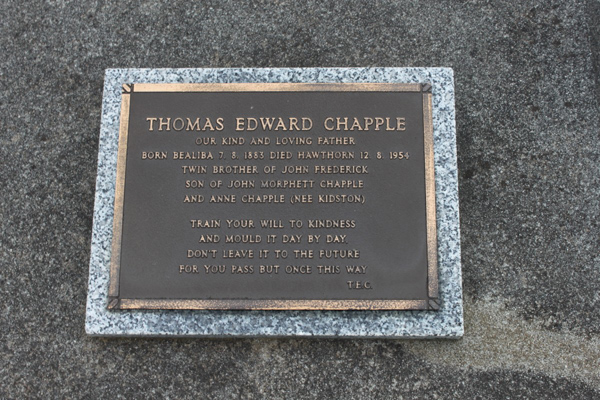 THOMAS EDWARD CHAPPLE
OUR KIND AND LOVING FATHER
BORN BEALIBA 7. 8. 1883 DIED HAWTHORN 12. 8. 1954
TWIN BROTHER OF JOHN FREDERICK
SON OF JOHN MORPHETT CHAPPLE
AND ANNE CHAPPLE (NEE KIDSTON)
TRAIN YOUR WILL TO KINDNESS
AND MOULD IT DAY BY DAY.
DON'T LEAVE IT TO THE FUTURE
FOR YOU PASS BUT ONCE THIS WAY.
T.E.C.